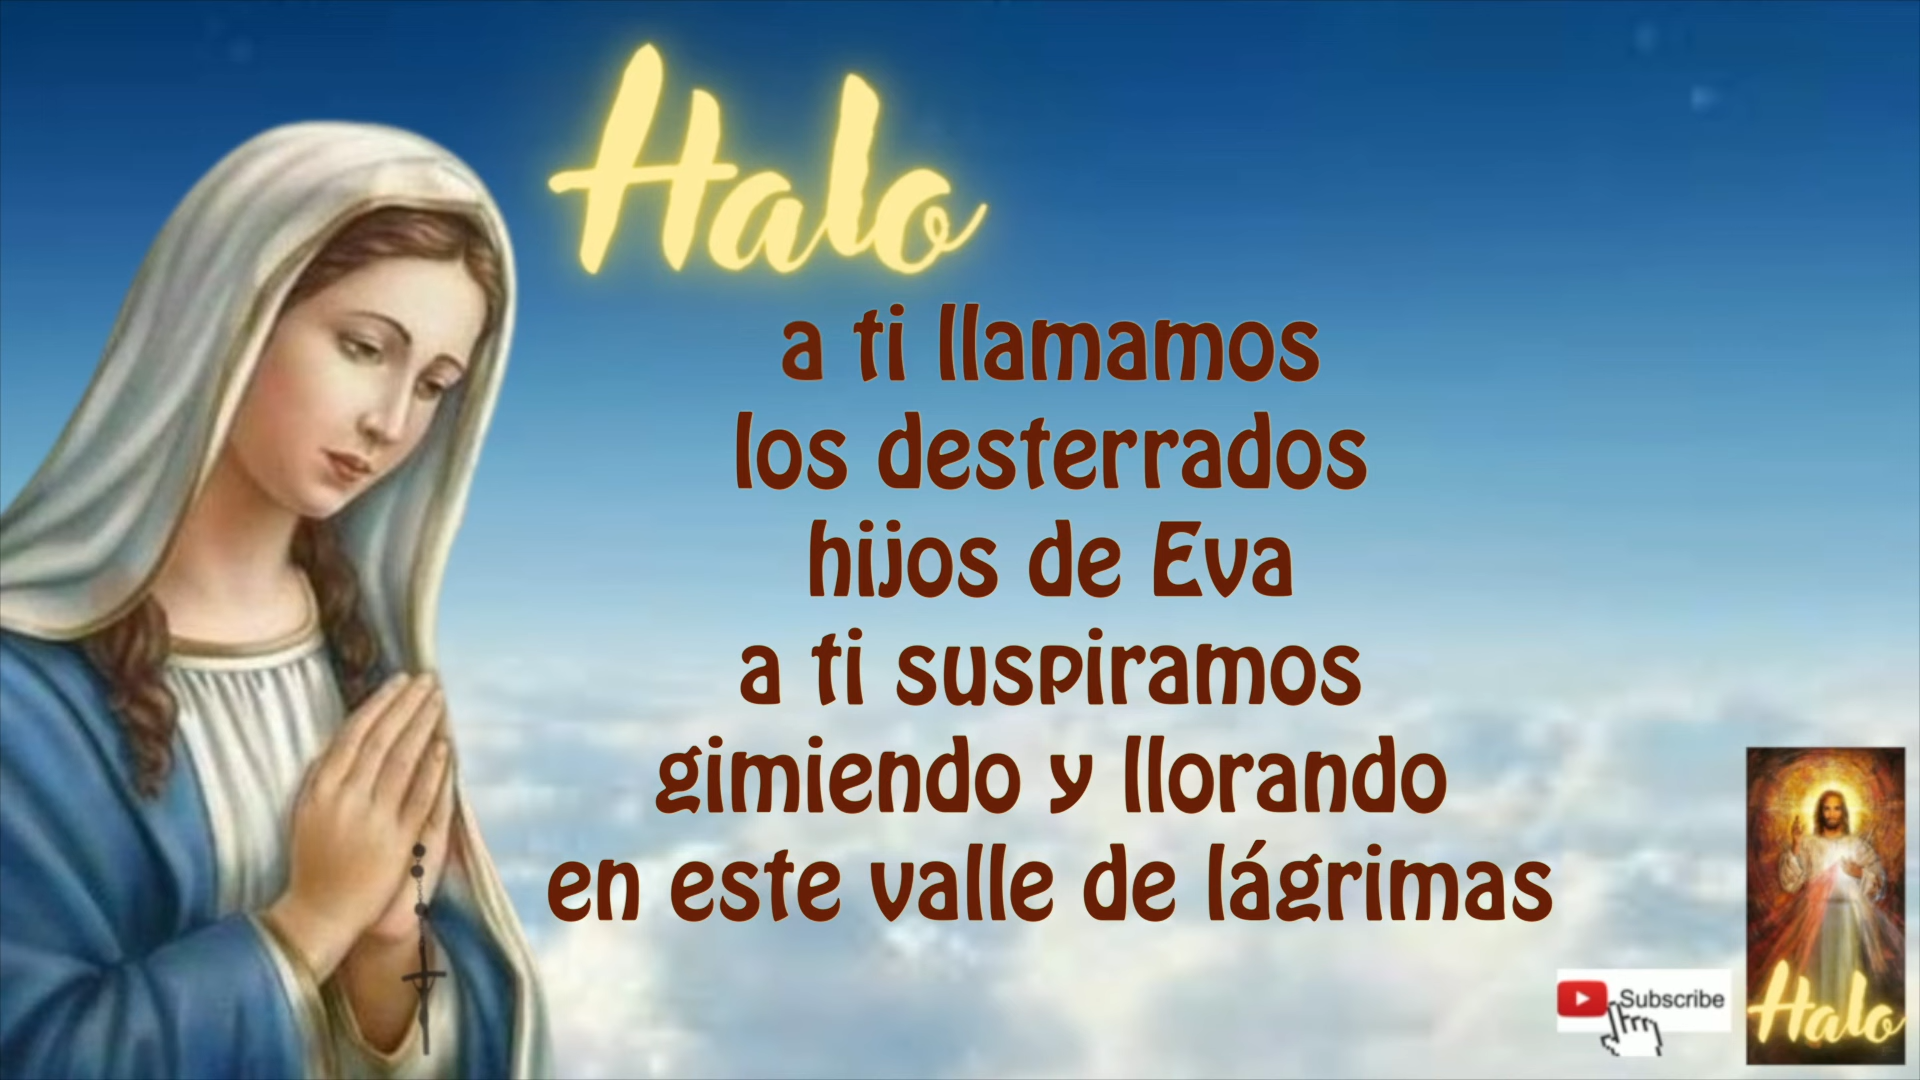 Halo
a ti llamamos
los desterrados
hijos de Eva
a ti suspiramos
gimiendo y llorando
en este valle de lágrimas
Subscribe
Halo